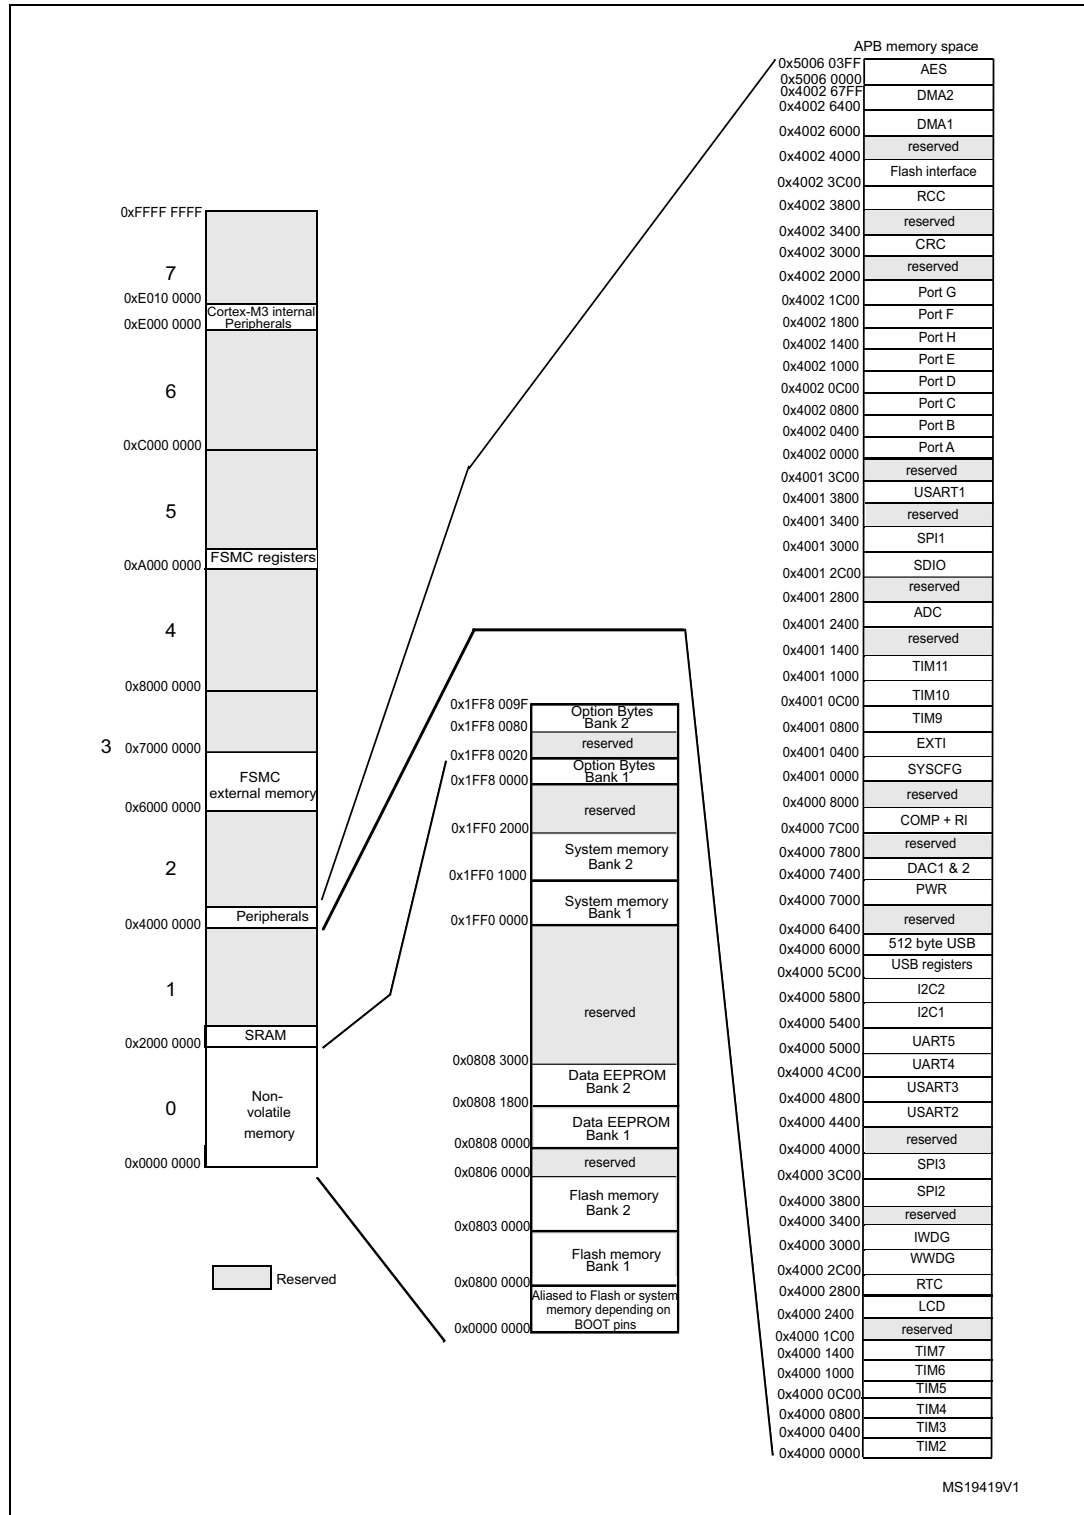 0xFFFF FFFF
7
0xE010 0000
Cortex-M3 internal
Peripherals
0xE000 0000
6
0xC000 0000
5
FSMC registers
0xA000 0000
4
0x8000 0000
3
0x7000 0000
FSMC
external memory
0x6000 0000
2
Peripherals
0x4000 0000
1
SRAM
0x2000 0000
0
Non-
volatile
memory
0x0000 0000
Reserved
0x1FF8 009F
Option Bytes
Bank 2
0x1FF8 0080
reserved
0x1FF8 0020
Option Bytes
Bank 1
0x1FF8 0000
reserved
0x1FF0 2000
System memory
Bank 2
0x1FF0 1000
System memory
Bank 1
0x1FF0 0000
reserved
0x0808 3000
Data EEPROM
Bank 2
0x0808 1800
Data EEPROM
Bank 1
0x0808 0000
reserved
0x0806 0000
Flash memory
Bank 2
0x0803 0000
Flash memory
Bank 1
0x0800 0000
Aliased to Flash or system
memory depending on
BOOT pins
0x0000 0000
APB memory space
0x5006 03FF
AES
0x5006 0000
0x4002 67FF
DMA2
0x4002 6400
DMA1
0x4002 6000
reserved
0x4002 4000
Flash interface
0x4002 3C00
RCC
0x4002 3800
reserved
0x4002 3400
CRC
0x4002 3000
reserved
0x4002 2000
Port G
0x4002 1C00
Port F
0x4002 1800
Port H
0x4002 1400
Port E
0x4002 1000
Port D
0x4002 0C00
Port C
0x4002 0800
Port B
0x4002 0400
Port A
0x4002 0000
reserved
0x4001 3C00
USART1
0x4001 3800
reserved
0x4001 3400
SPI1
0x4001 3000
SDIO
0x4001 2C00
reserved
0x4001 2800
ADC
0x4001 2400
reserved
0x4001 1400
TIM11
0x4001 1000
TIM10
0x4001 0C00
TIM9
0x4001 0800
EXTI
0x4001 0400
SYSCFG
0x4001 0000
reserved
0x4000 8000
COMP + RI
0x4000 7C00
reserved
0x4000 7800
DAC1 & 2
0x4000 7400
PWR
0x4000 7000
reserved
0x4000 6400
512 byte USB
0x4000 6000
USB registers
0x4000 5C00
I2C2
0x4000 5800
I2C1
0x4000 5400
UART5
0x4000 5000
UART4
0x4000 4C00
USART3
0x4000 4800
USART2
0x4000 4400
reserved
0x4000 4000
SPI3
0x4000 3C00
SPI2
0x4000 3800
reserved
0x4000 3400
IWDG
0x4000 3000
WWDG
0x4000 2C00
RTC
0x4000 2800
LCD
0x4000 2400
reserved
0x4000 1C00
TIM7
0x4000 1400
TIM6
0x4000 1000
TIM5
0x4000 0C00
TIM4
0x4000 0800
TIM3
0x4000 0400
TIM2
0x4000 0000
MS19419V1